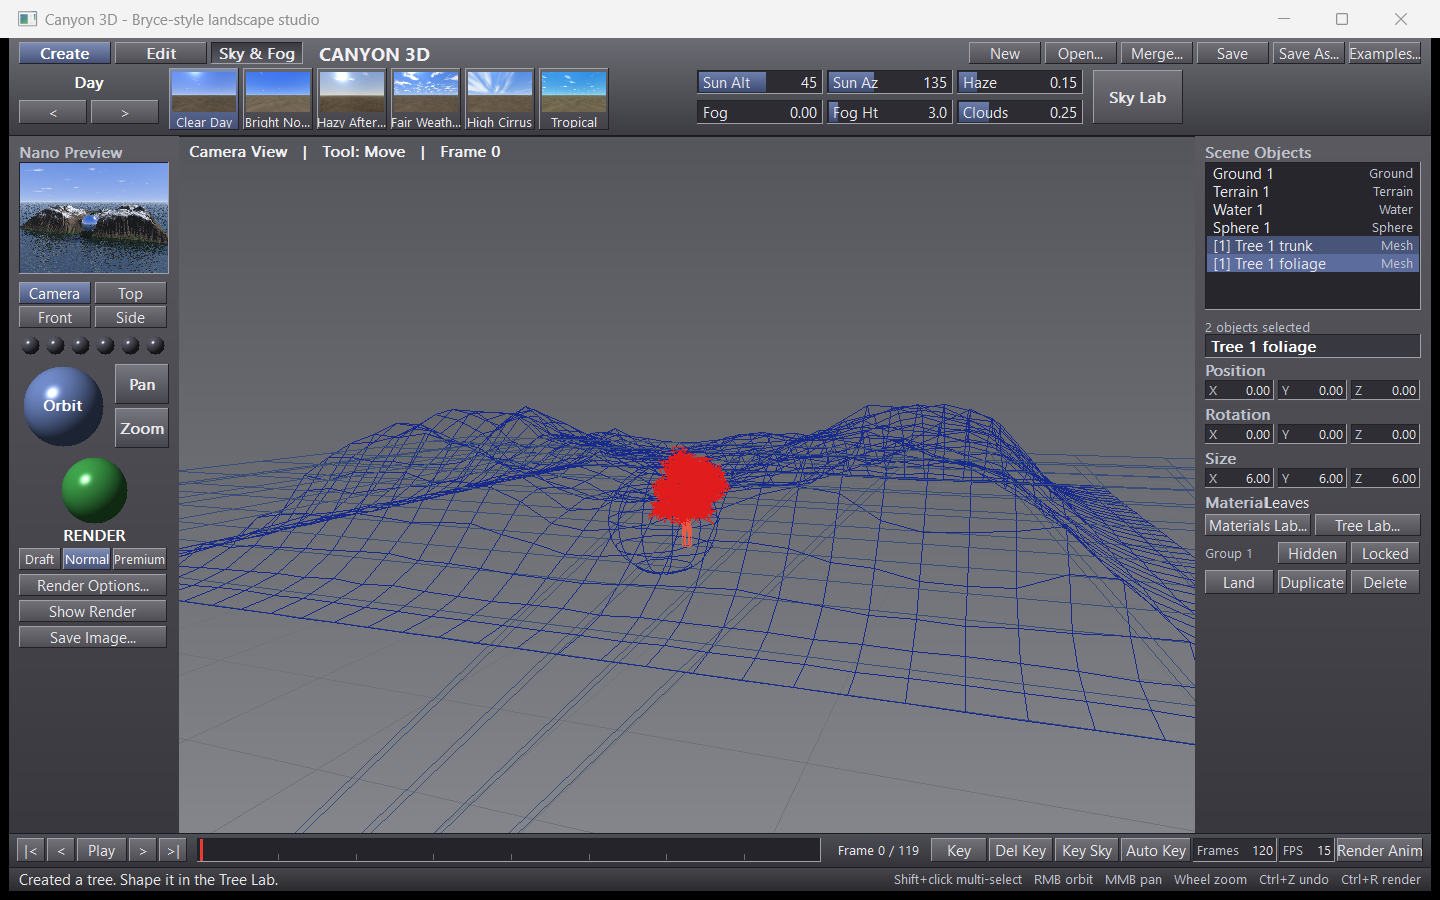 Canyon 3D - Bryce-style landscape studio
Create Edit Sky & Fog CANYON 3D New Open... Merge... Save Save As... Examples...
Day
< >
Clear Day Bright No... Hazy After... Fair Weath... High Cirrus Tropical
Sun Alt 45 Sun Az 135 Haze 0.15
Fog 0.00 Fog Ht 3.0 Clouds 0.25
Sky Lab
Nano Preview
Camera Top
Front Side
Orbit
Pan
Zoom
RENDER
Draft Normal Premium
Render Options...
Show Render
Save Image...
Camera View | Tool: Move | Frame 0
Scene Objects
Ground 1 Ground
Terrain 1 Terrain
Water 1 Water
Sphere 1 Sphere
[1] Tree 1 trunk Mesh
[1] Tree 1 foliage Mesh
2 objects selected
Tree 1 foliage
Position
X 0.00 Y 0.00 Z 0.00
Rotation
X 0.00 Y 0.00 Z 0.00
Size
X 6.00 Y 6.00 Z 6.00
Material Leaves
Materials Lab... Tree Lab...
Group 1 Hidden Locked
Land Duplicate Delete
|< < Play > >| Frame 0 / 119 Key Del Key Key Sky Auto Key Frames 120 FPS 15 Render Anim
Created a tree. Shape it in the Tree Lab. Shift+click multi-select RMB orbit MMB pan Wheel zoom Ctrl+Z undo Ctrl+R render